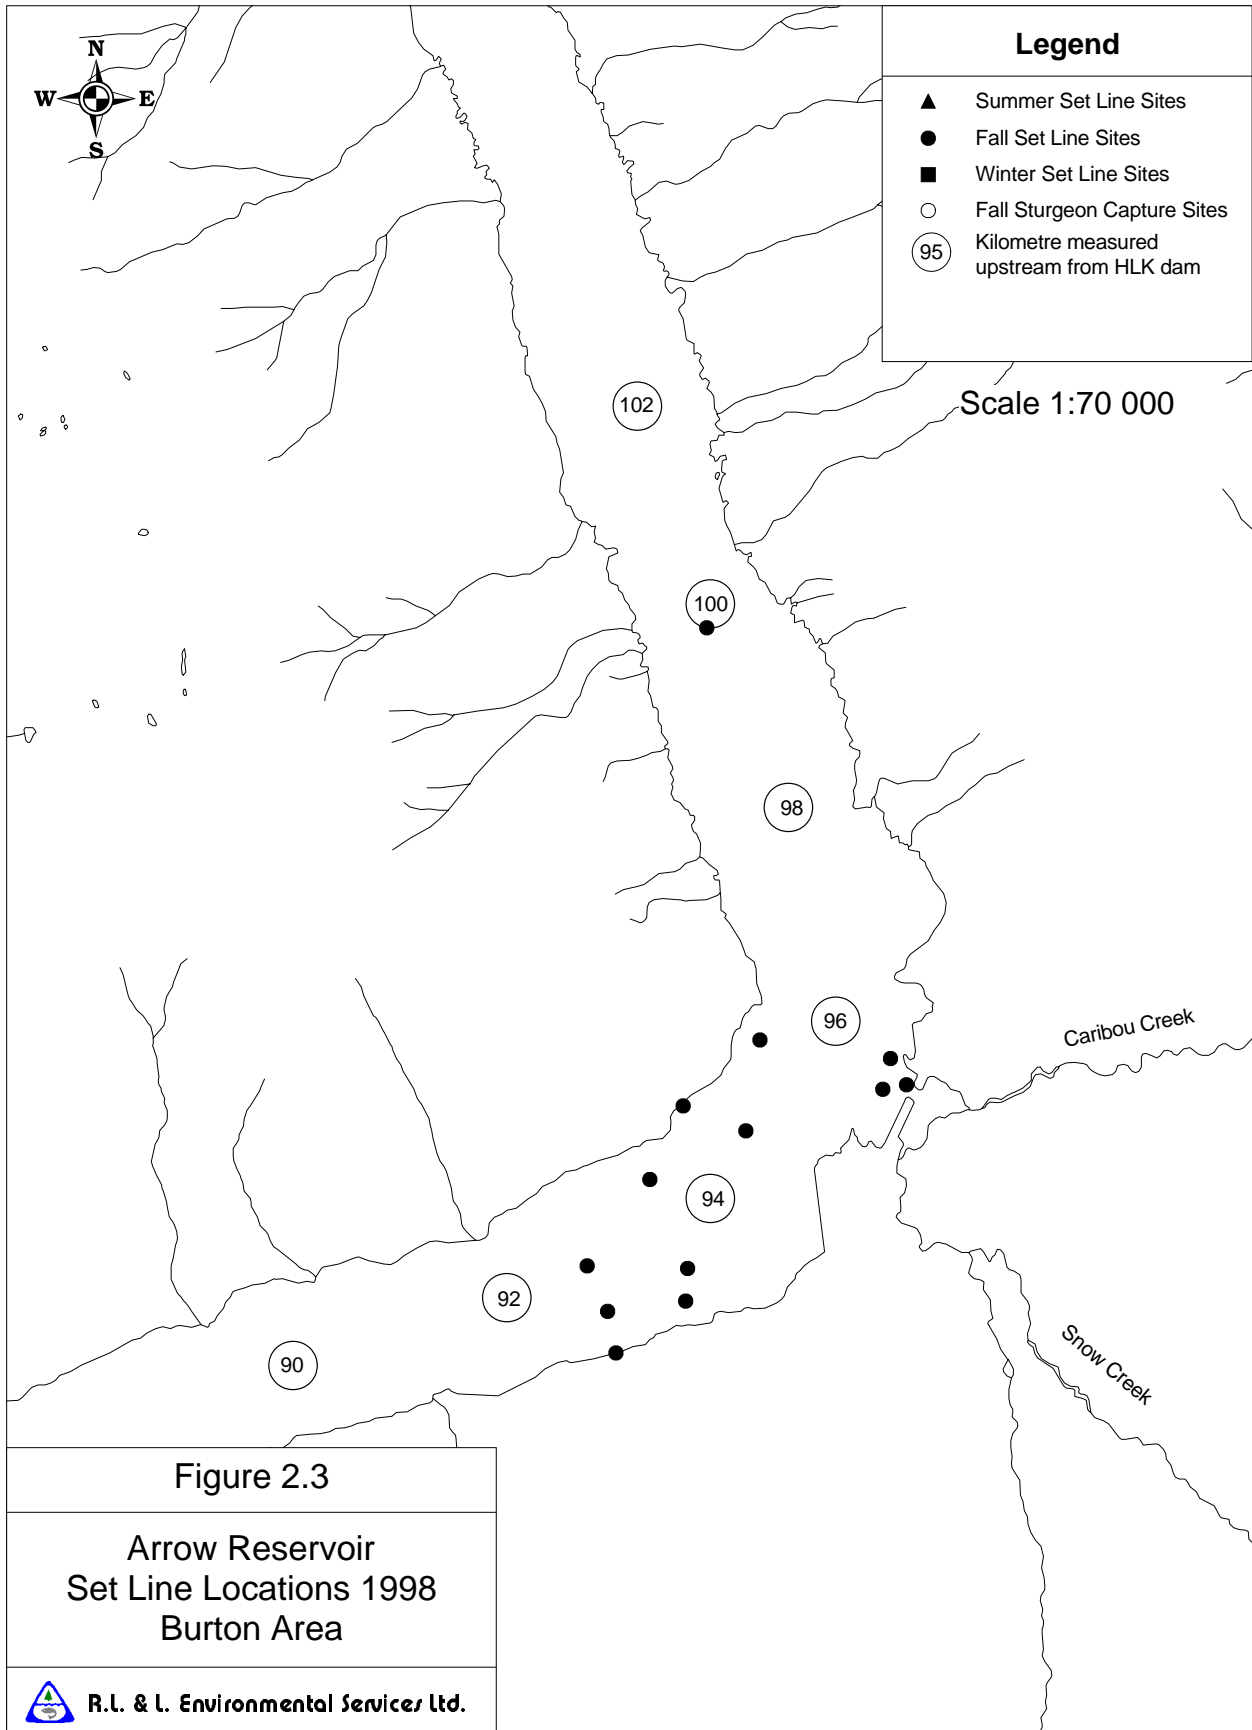 N
W E
S
Legend
Summer Set Line Sites
Fall Set Line Sites
Winter Set Line Sites
Fall Sturgeon Capture Sites
95
Kilometre measured
upstream from HLK dam
Scale 1:70 000
102
100
98
96
Caribou Creek
94
92
90
Snow Creek
Figure 2.3
Arrow Reservoir
Set Line Locations 1998
Burton Area
R.L. & L. Environmental Services Ltd.